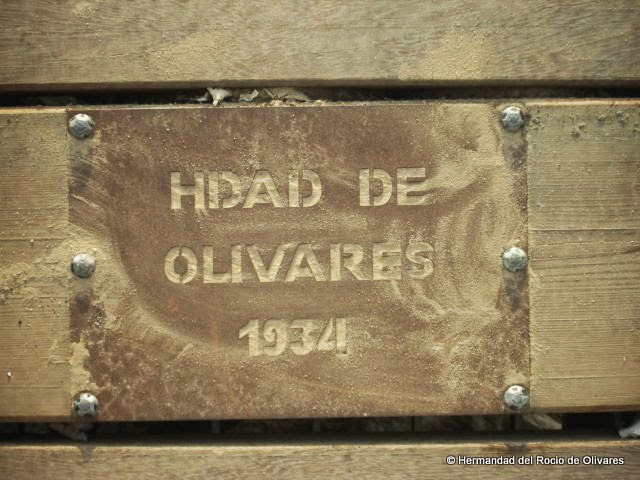 HDAD DE
OLIVARES
1934
© Hermandad del Rocio de Olivares